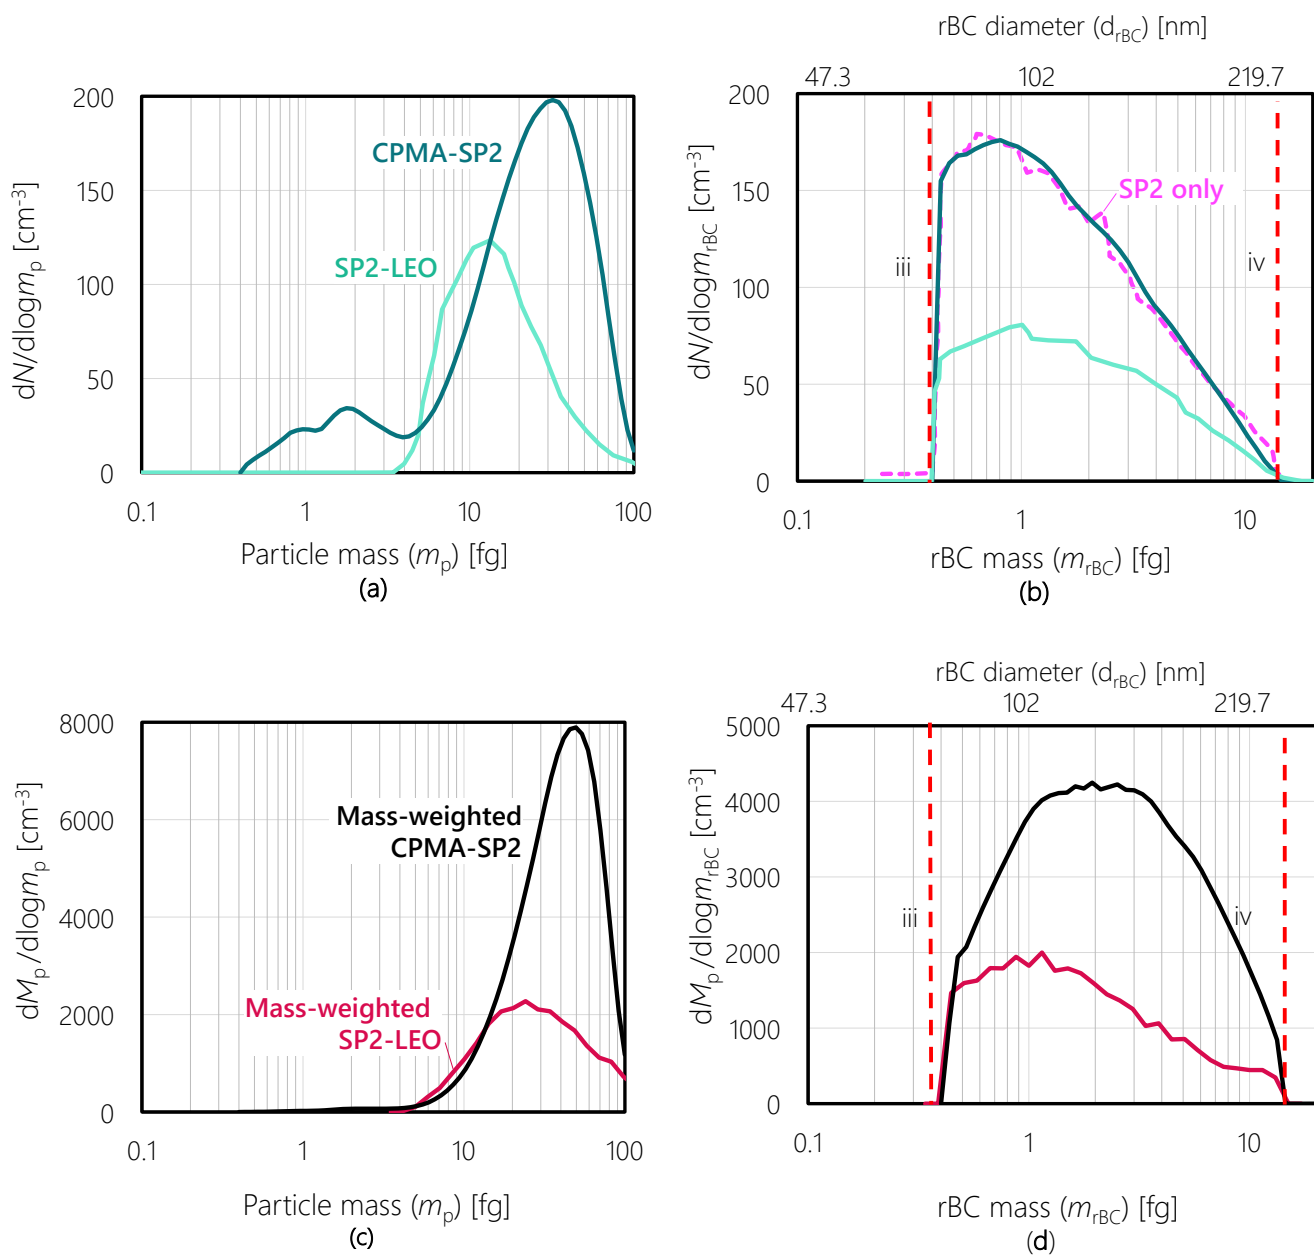 200
150
100
50
0
dN/dlogmp [cm-3]
CPMA-SP2
SP2-LEO
0.1
1
10
100
Particle mass (mp) [fg]
(a)
rBC diameter (drBC) [nm]
47.3
102
219.7
200
150
100
50
0
dN/dlogmrBC [cm-3]
SP2 only
iii
iv
0.1
1
10
rBC mass (mrBC) [fg]
(b)
8000
6000
4000
2000
0
dMp /dlogmp [cm-3]
Mass-weighted
CPMA-SP2
Mass-weighted
SP2-LEO
0.1
1
10
100
Particle mass (mp) [fg]
(c)
rBC diameter (drBC) [nm]
47.3
102
219.7
5000
4000
3000
2000
1000
0
dMp /dlogmrBC [cm-3]
iii
iv
0.1
1
10
rBC mass (mrBC) [fg]
(d)